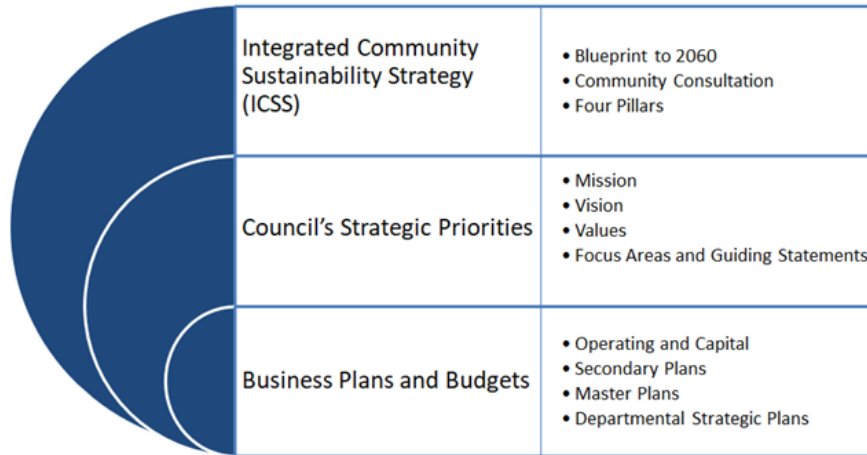 Integrated Community
Sustainability Strategy
(ICSS)
• Blueprint to 2060
• Community Consultation
• Four Pillars
Council’s Strategic Priorities
• Mission
• Vision
• Values
• Focus Areas and Guiding Statements
Business Plans and Budgets
• Operating and Capital
• Secondary Plans
• Master Plans
• Departmental Strategic Plans